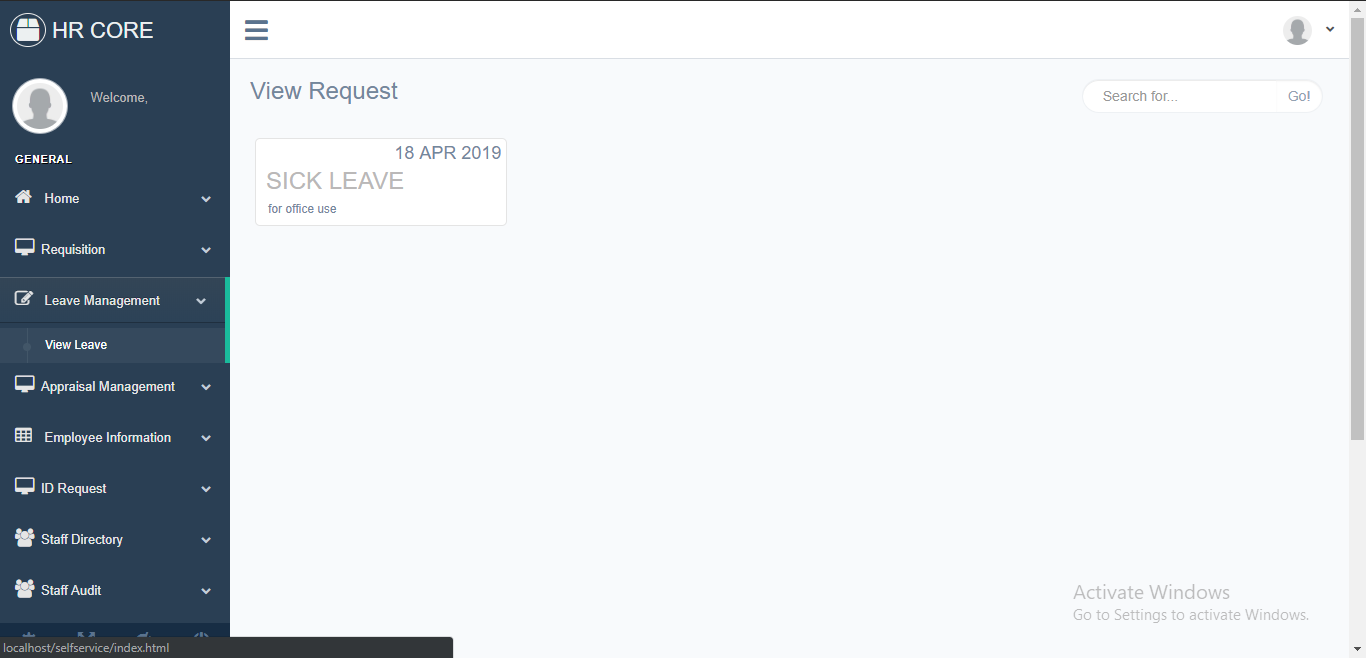 HR CORE
Welcome,
GENERAL
Home
Requisition
Leave Management
View Leave
Appraisal Management
Employee Information
ID Request
Staff Directory
Staff Audit
localhost/selfservice/index.html
View Request
Search for...
Go!
18 APR 2019
SICK LEAVE
for office use
Activate Windows
Go to Settings to activate Windows.